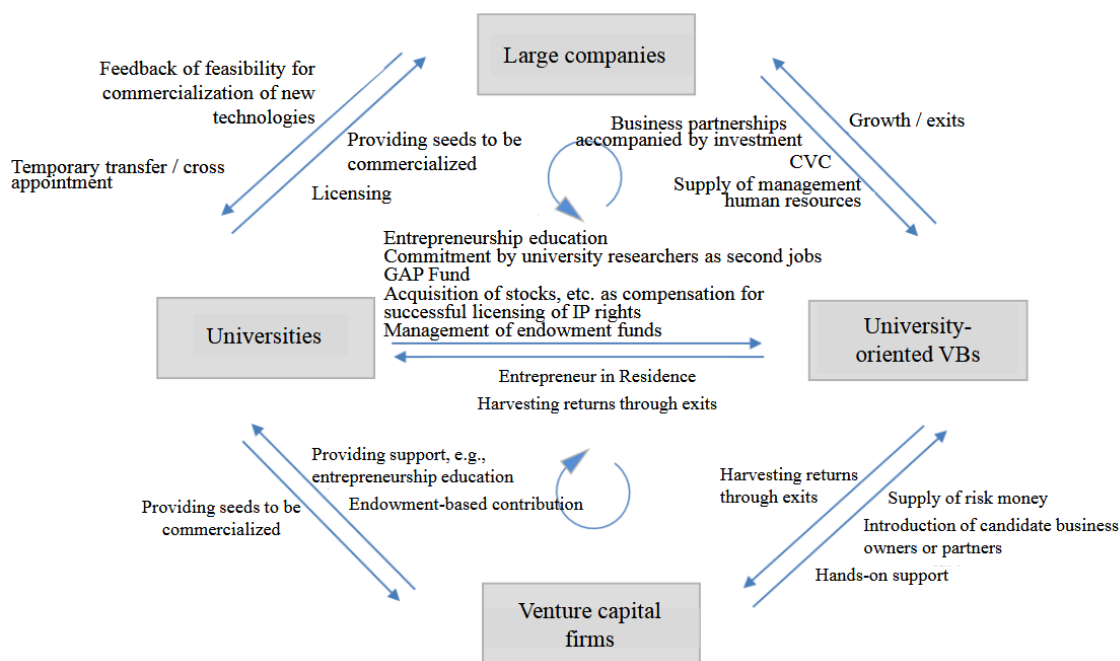 Large companies
Feedback of feasibility for
commercialization of new
technologies
Temporary transfer / cross
appointment
Providing seeds to be
commercialized
Licensing
Business partnerships
accompanied by investment
CVC
Supply of management
human resources
Growth / exits
Entrepreneurship education
Commitment by university researchers as second jobs
GAP Fund
Acquisition of stocks, etc. as compensation for
successful licensing of IP rights
Management of endowment funds
Universities
University-
oriented VBs
Entrepreneur in Residence
Harvesting returns through exits
Providing support, e.g.,
entrepreneurship education
Endowment-based contribution
Providing seeds to be
commercialized
Harvesting returns
through exits
Supply of risk money
Introduction of candidate business
owners or partners
Hands-on support
Venture capital
firms